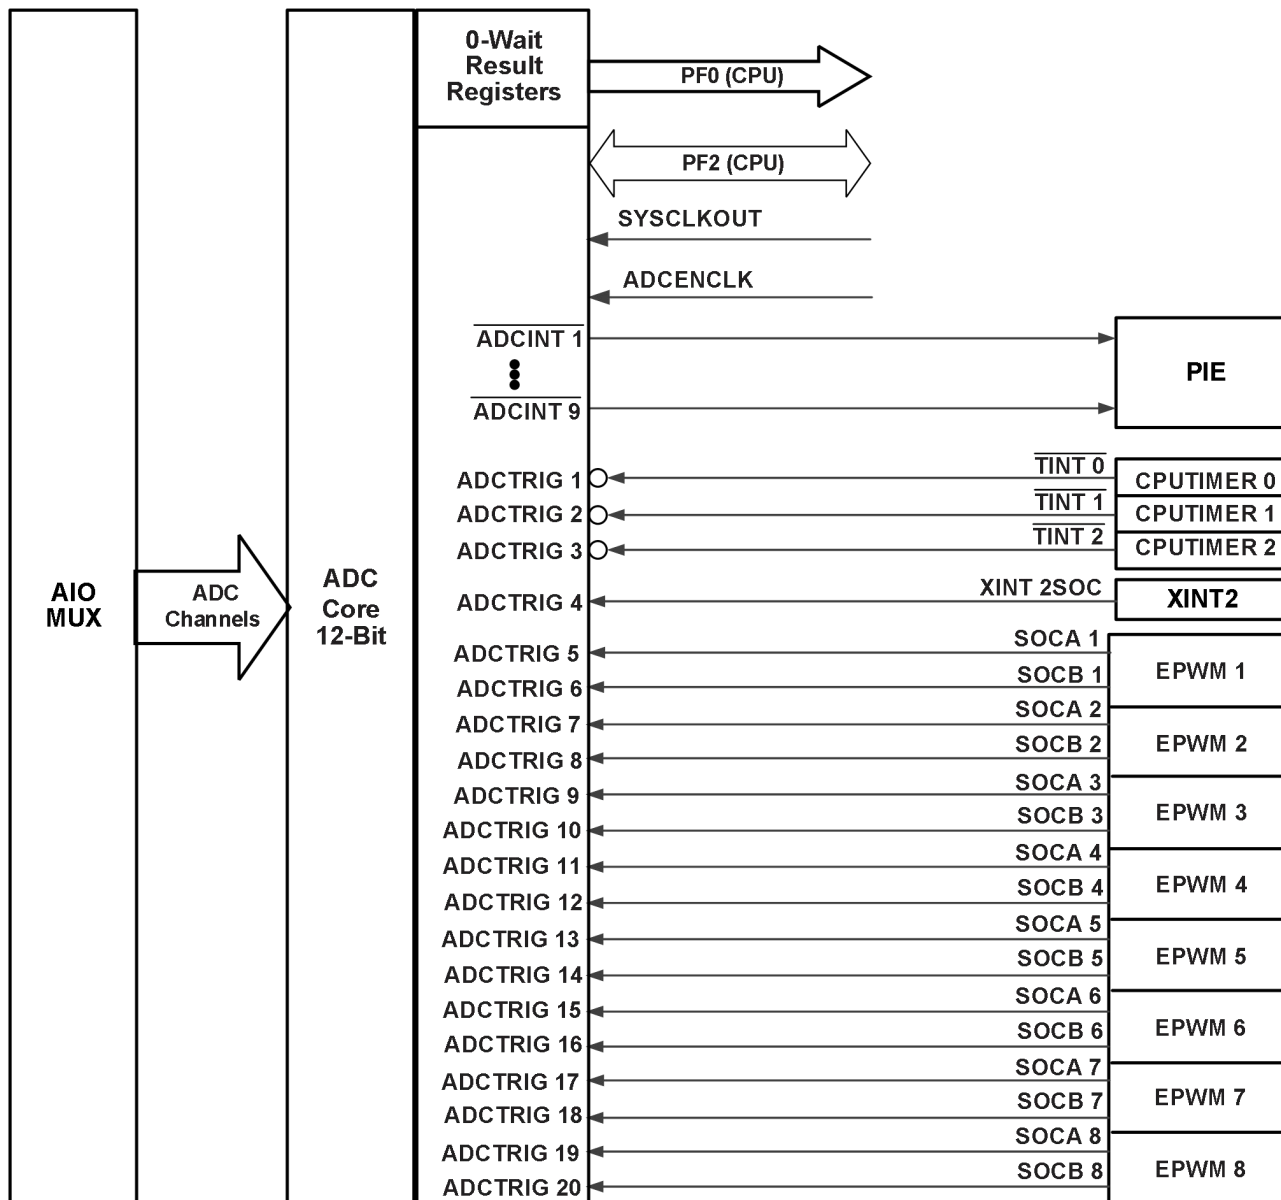 0-Wait
Result
Registers
PF0 (CPU)
PF2 (CPU)
SYSCLKOUT
ADCENCLK
ADCINT 1
PIE
ADCINT 9
TINT 0
ADCTRIG 1
CPUTIMER 0
TINT 1
ADCTRIG 2
CPUTIMER 1
TINT 2
ADCTRIG 3
CPUTIMER 2
AIO
MUX
ADC
Channels
ADC
Core
12-Bit
XINT 2SOC
ADCTRIG 4
XINT2
SOCA 1
ADCTRIG 5
EPWM 1
SOCB 1
ADCTRIG 6
SOCA 2
ADCTRIG 7
EPWM 2
SOCB 2
ADCTRIG 8
SOCA 3
ADCTRIG 9
EPWM 3
SOCB 3
ADCTRIG 10
SOCA 4
ADCTRIG 11
EPWM 4
SOCB 4
ADCTRIG 12
SOCA 5
ADCTRIG 13
EPWM 5
SOCB 5
ADCTRIG 14
SOCA 6
ADCTRIG 15
EPWM 6
SOCB 6
ADCTRIG 16
SOCA 7
ADCTRIG 17
EPWM 7
SOCB 7
ADCTRIG 18
SOCA 8
ADCTRIG 19
EPWM 8
SOCB 8
ADCTRIG 20